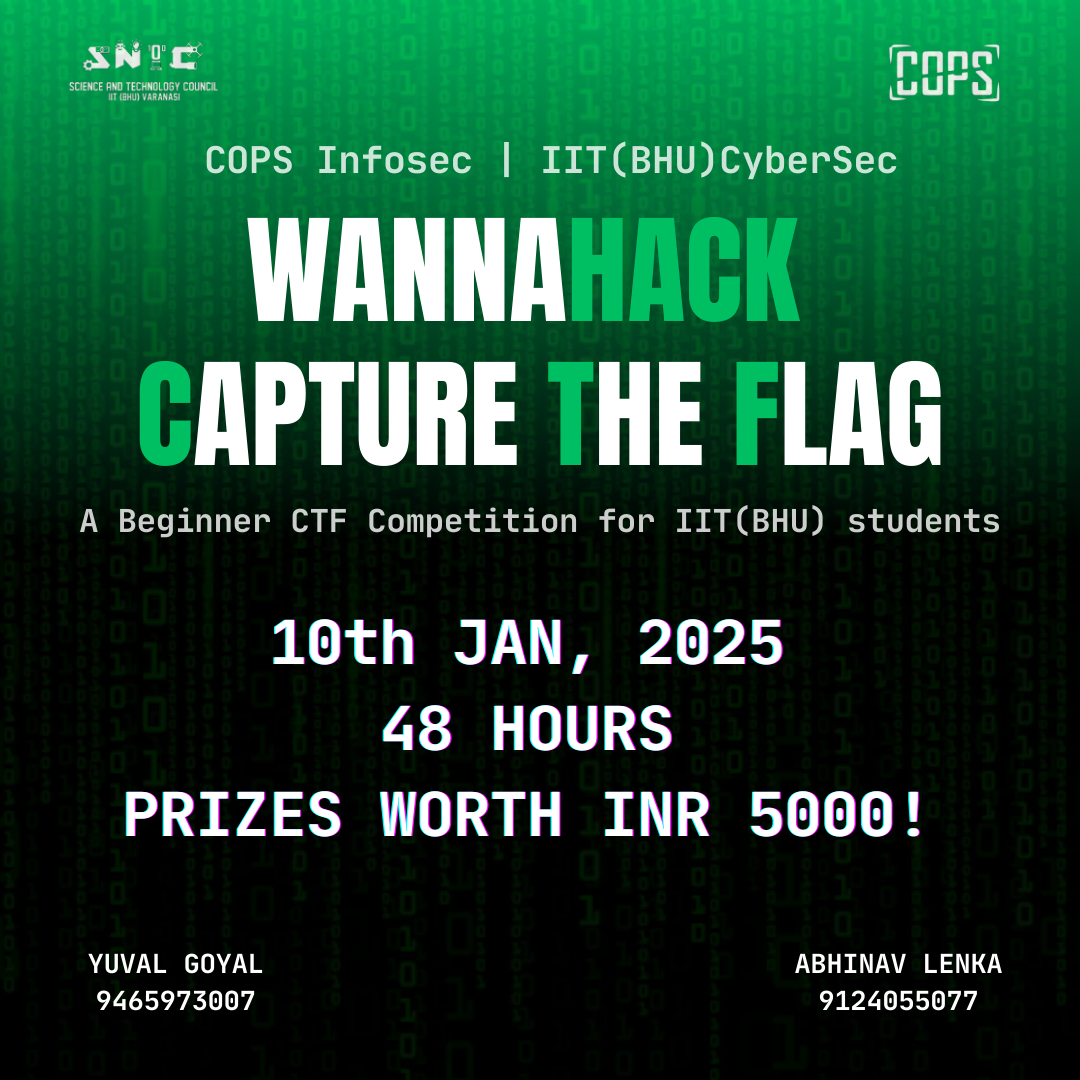 SNTC
SCIENCE AND TECHNOLOGY COUNCIL
IIT (BHU) VARANASI
COPS
COPS Infosec | IIT(BHU)CyberSec
WANNAHACK
CAPTURE THE FLAG
A Beginner CTF Competition for IIT(BHU) students
10th JAN, 2025
48 HOURS
PRIZES WORTH INR 5000!
YUVAL GOYAL
9465973007
ABHINAV LENKA
9124055077